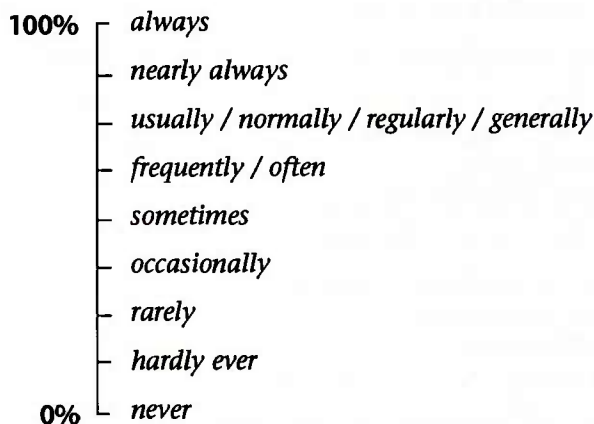 100% always
nearly always
usually / normally / regularly / generally
frequently / often
sometimes
occasionally
rarely
hardly ever
0% never